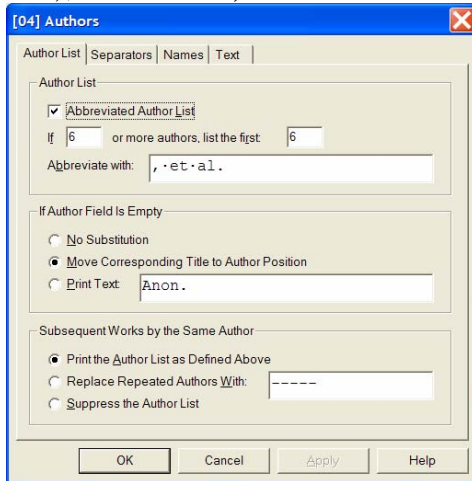 [04] Authors
Author List Separators Names Text
Author List
Abbreviated Author List
If 6 or more authors, list the first: 6
Abbreviate with: ,·et·al.
If Author Field Is Empty
No Substitution
Move Corresponding Title to Author Position
Print Text: Anon.
Subsequent Works by the Same Author
Print the Author List as Defined Above
Replace Repeated Authors With: -----
Suppress the Author List
OK Cancel Apply Help